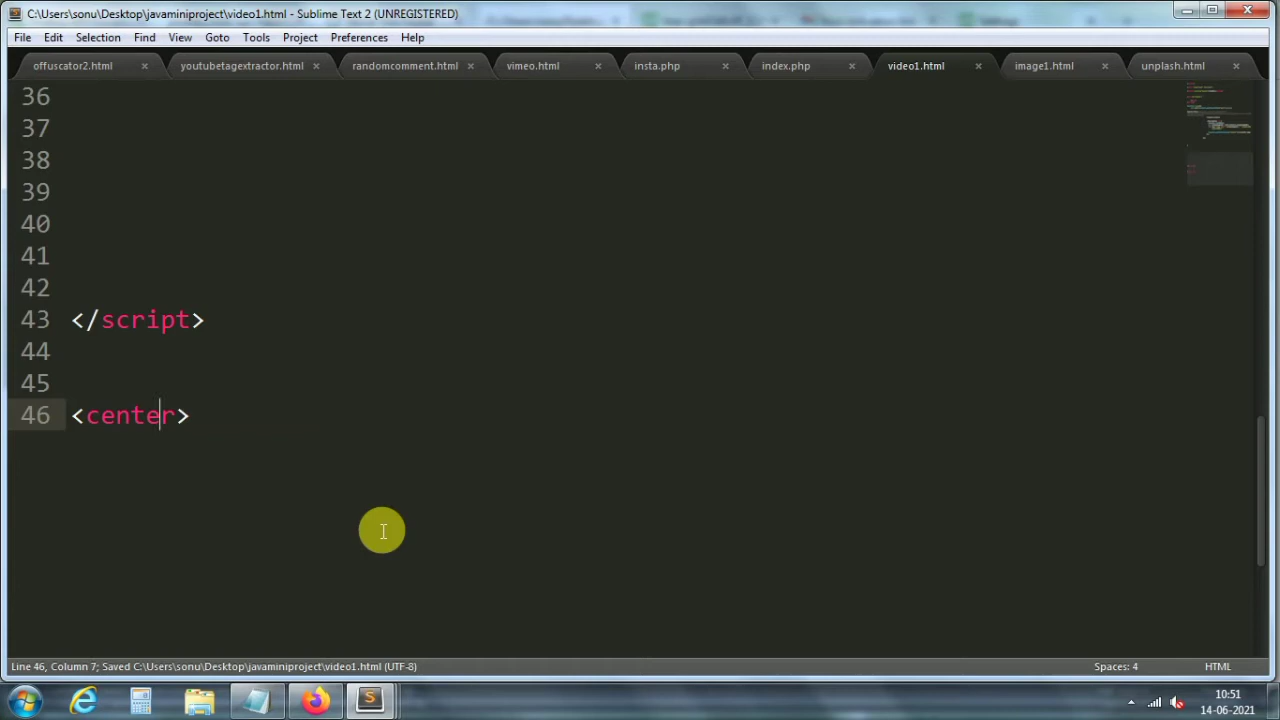 C:\Users\sonu\Desktop\javaminiproject\video1.html - Sublime Text 2 (UNREGISTERED)
File Edit Selection Find View Goto Tools Project Preferences Help
offuscator2.html youtubetagextractor.html randomcomment.html vimeo.html insta.php index.php video1.html image1.html unplash.html
36
37
38
39
40
41
42
43 </script>
44
45
46 <center>
Line 46, Column 7; Saved C:\Users\sonu\Desktop\javaminiproject\video1.html (UTF-8) Spaces: 4 HTML
10:51
14-06-2021